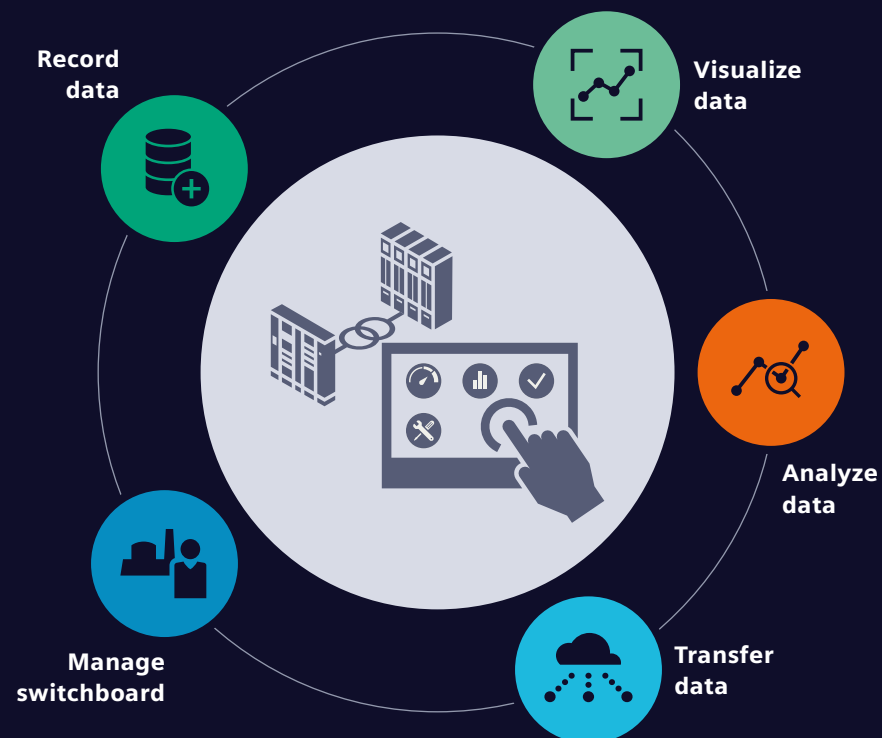 Record
data
Visualize
data
Analyze
data
Transfer
data
Manage
switchboard